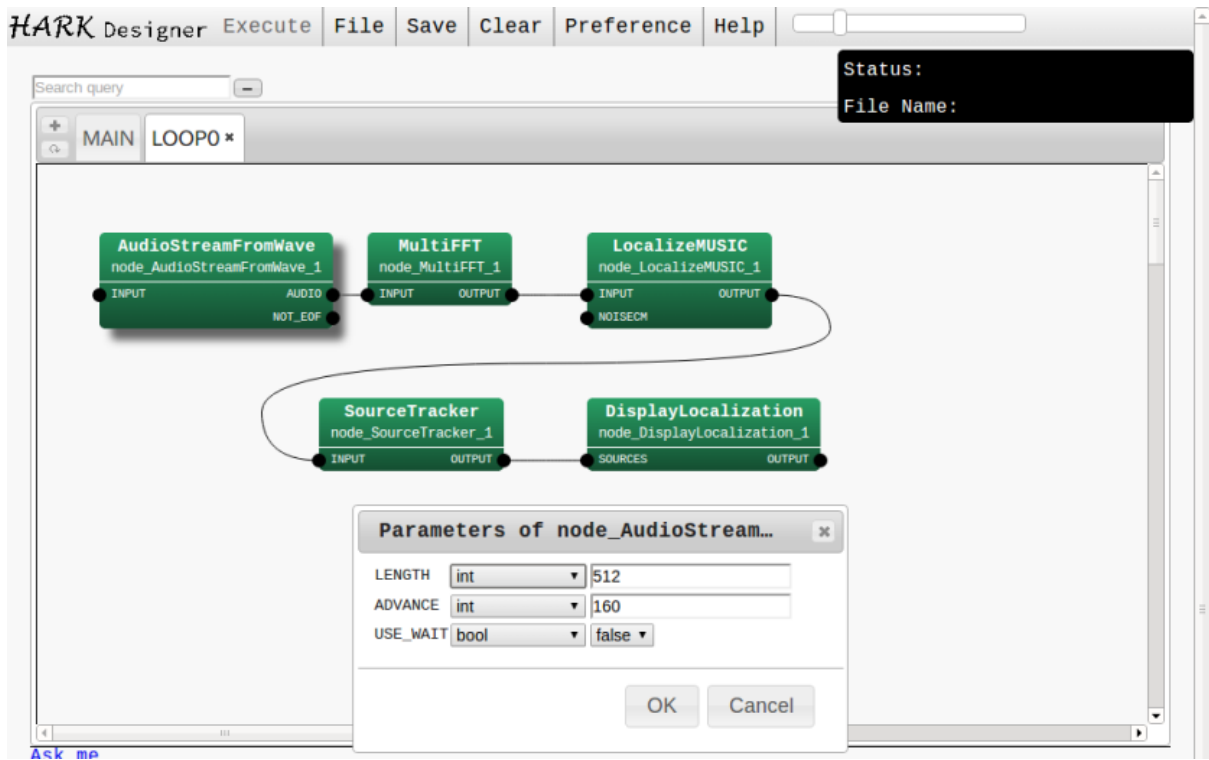 HARK Designer Execute File Save Clear Preference Help
Status:
File Name:
Search query
MAIN LOOP0 ×
AudioStreamFromWave
node_AudioStreamFromWave_1
INPUT AUDIO
NOT_EOF
MultiFFT
node_MultiFFT_1
INPUT OUTPUT
LocalizeMUSIC
node_LocalizeMUSIC_1
INPUT OUTPUT
NOISECM
SourceTracker
node_SourceTracker_1
INPUT OUTPUT
DisplayLocalization
node_DisplayLocalization_1
SOURCES OUTPUT
Parameters of node_AudioStream…
LENGTH int 512
ADVANCE int 160
USE_WAIT bool false
OK Cancel
Ask me